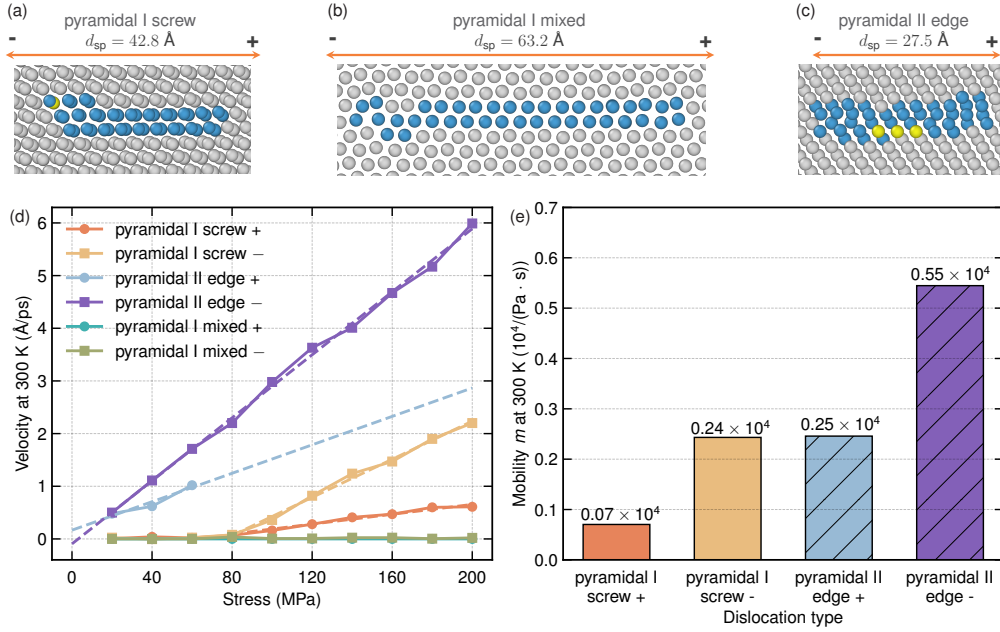 (a)
pyramidal I screw
- +
dsp = 42.8 Å
(b)
pyramidal I mixed
- +
dsp = 63.2 Å
(c)
pyramidal II edge
- +
dsp = 27.5 Å
(d)
Velocity at 300 K (Å/ps)
6
5
4
3
2
1
0
pyramidal I screw +
pyramidal I screw −
pyramidal II edge +
pyramidal II edge −
pyramidal I mixed +
pyramidal I mixed −
0 40 80 120 160 200
Stress (MPa)
(e)
Mobility m at 300 K (10⁴/(Pa · s))
0.7
0.6
0.5
0.4
0.3
0.2
0.1
0.0
0.07 × 10⁴
0.24 × 10⁴
0.25 × 10⁴
0.55 × 10⁴
pyramidal I
screw +
pyramidal I
screw -
pyramidal II
edge +
pyramidal II
edge -
Dislocation type